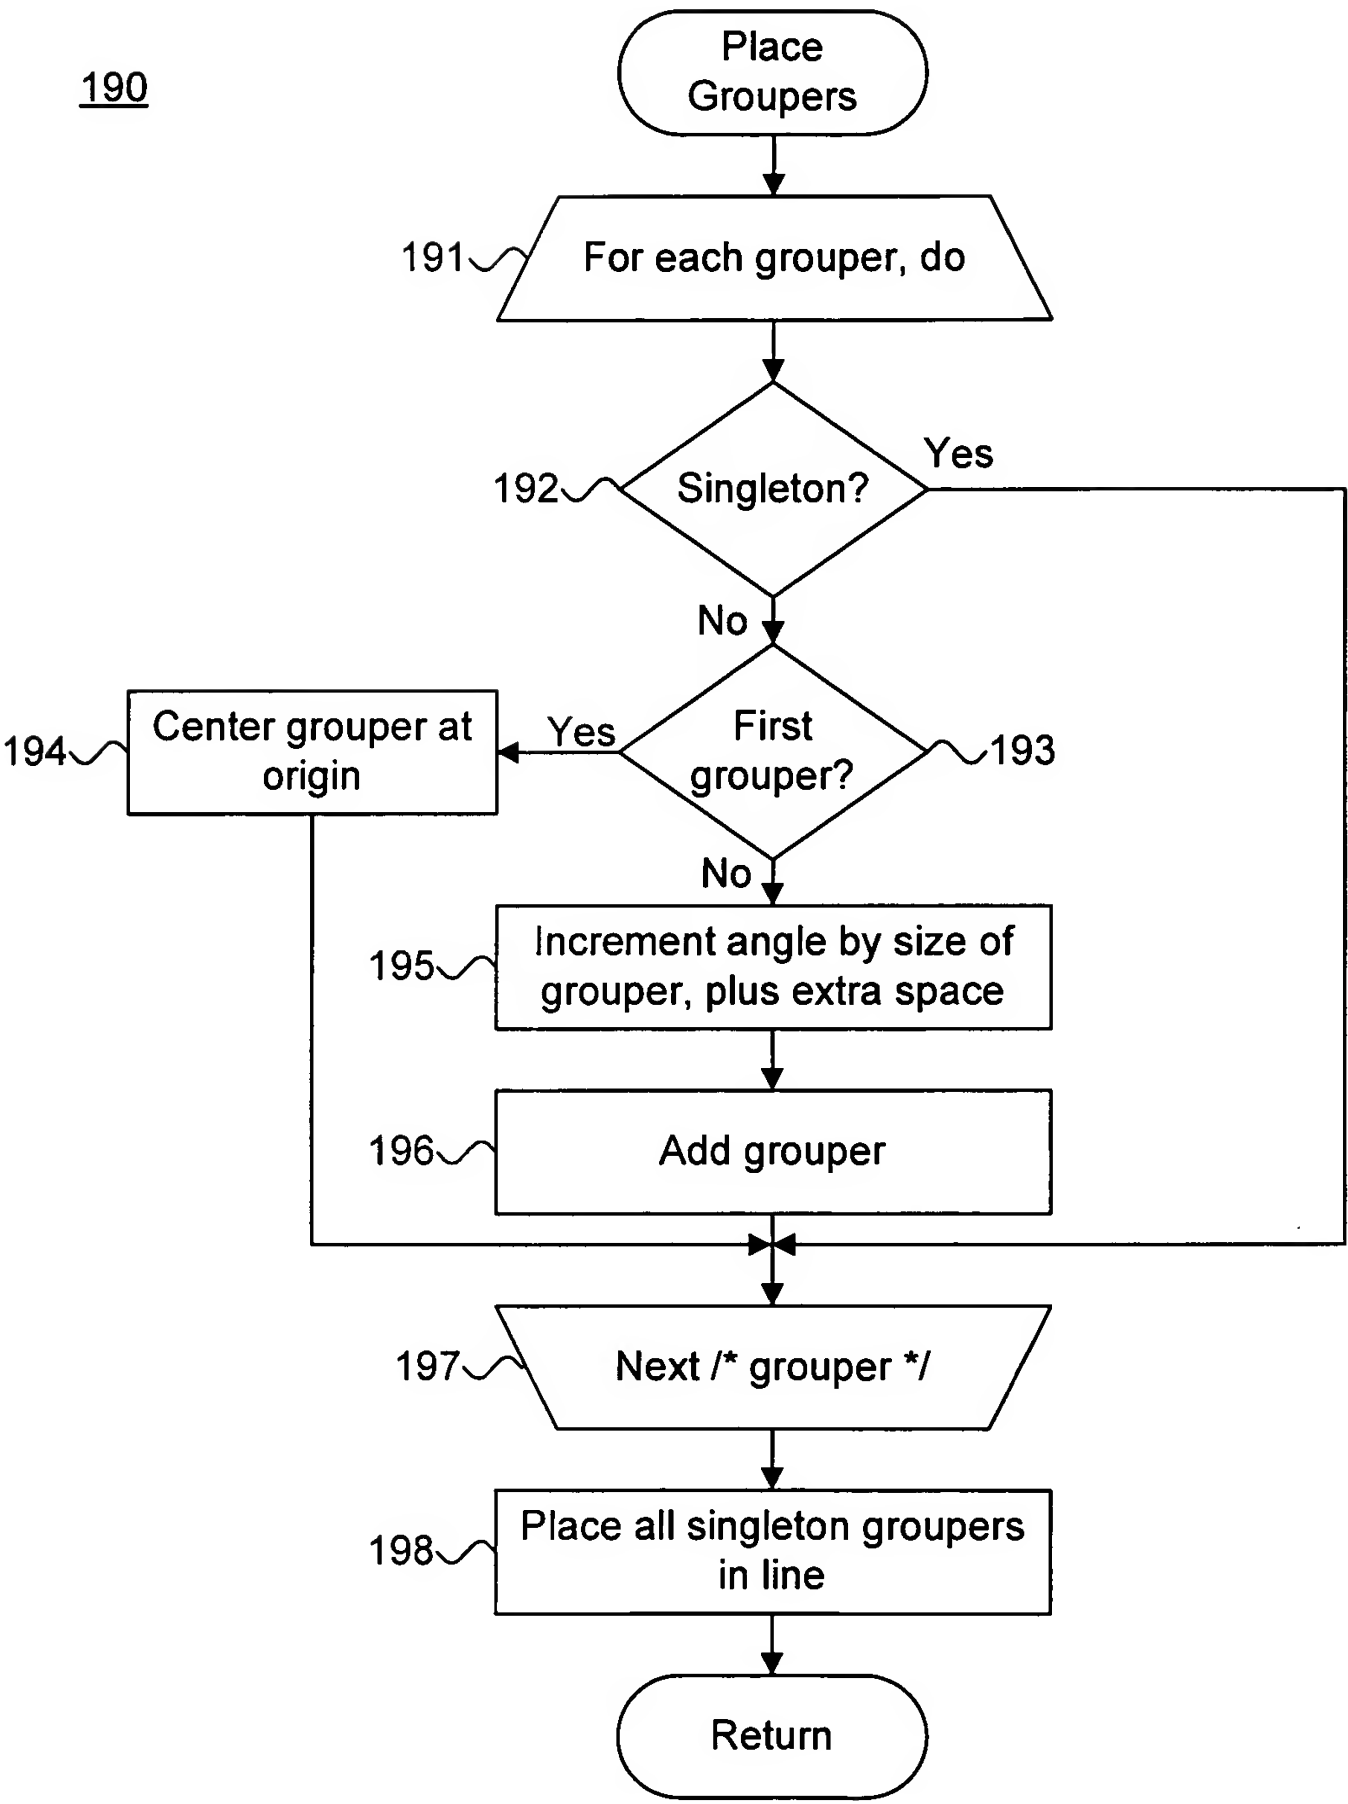 190
Place
Groupers
191
For each grouper, do
192
Singleton?
Yes
No
194
Center grouper at
origin
Yes
First
grouper?
193
No
195
Increment angle by size of
grouper, plus extra space
196
Add grouper
197
Next /* grouper */
198
Place all singleton groupers
in line
Return